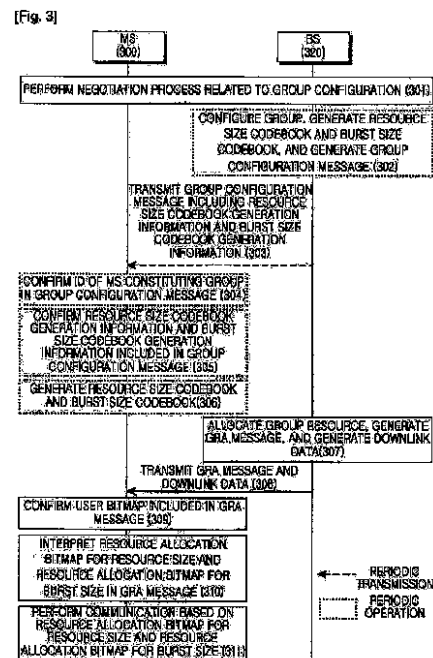 [Fig. 3]
MS
(300)
BS
(320)
PERFORM NEGOTIATION PROCESS RELATED TO GROUP CONFIGURATION (301)
CONFIGURE GROUP, GENERATE RESOURCE
SIZE CODEBOOK AND BURST SIZE
CODEBOOK, AND GENERATE GROUP
CONFIGURATION MESSAGE (302)
TRANSMIT GROUP CONFIGURATION
MESSAGE INCLUDING RESOURCE
SIZE CODEBOOK GENERATION
INFORMATION AND BURST SIZE
CODEBOOK GENERATION
INFORMATION (303)
CONFIRM ID OF MS CONSTITUTING GROUP
IN GROUP CONFIGURATION MESSAGE (304)
CONFIRM RESOURCE SIZE CODEBOOK
GENERATION INFORMATION AND BURST
SIZE CODEBOOK GENERATION
INFORMATION INCLUDED IN GROUP
CONFIGURATION MESSAGE (305)
GENERATE RESOURCE SIZE CODEBOOK
AND BURST SIZE CODEBOOK(306)
ALLOCATE GROUP RESOURCE, GENERATE
GRA MESSAGE, AND GENERATE DOWNLINK
DATA(307)
TRANSMIT GRA MESSAGE AND
DOWNLINK DATA (308)
CONFIRM USER BITMAP INCLUDED IN GRA
MESSAGE (309)
INTERPRET RESOURCE ALLOCATION
BITMAP FOR RESOURCE SIZE AND
RESOURCE ALLOCATION BITMAP FOR
BURST SIZE IN GRA MESSAGE (310)
PERIODIC
TRANSMISSION
PERIODIC
OPERATION
PERFORM COMMUNICATION BASED ON
RESOURCE ALLOCATION BITMAP FOR
RESOURCE SIZE AND RESOURCE
ALLOCATION BITMAP FOR BURST SIZE (311)